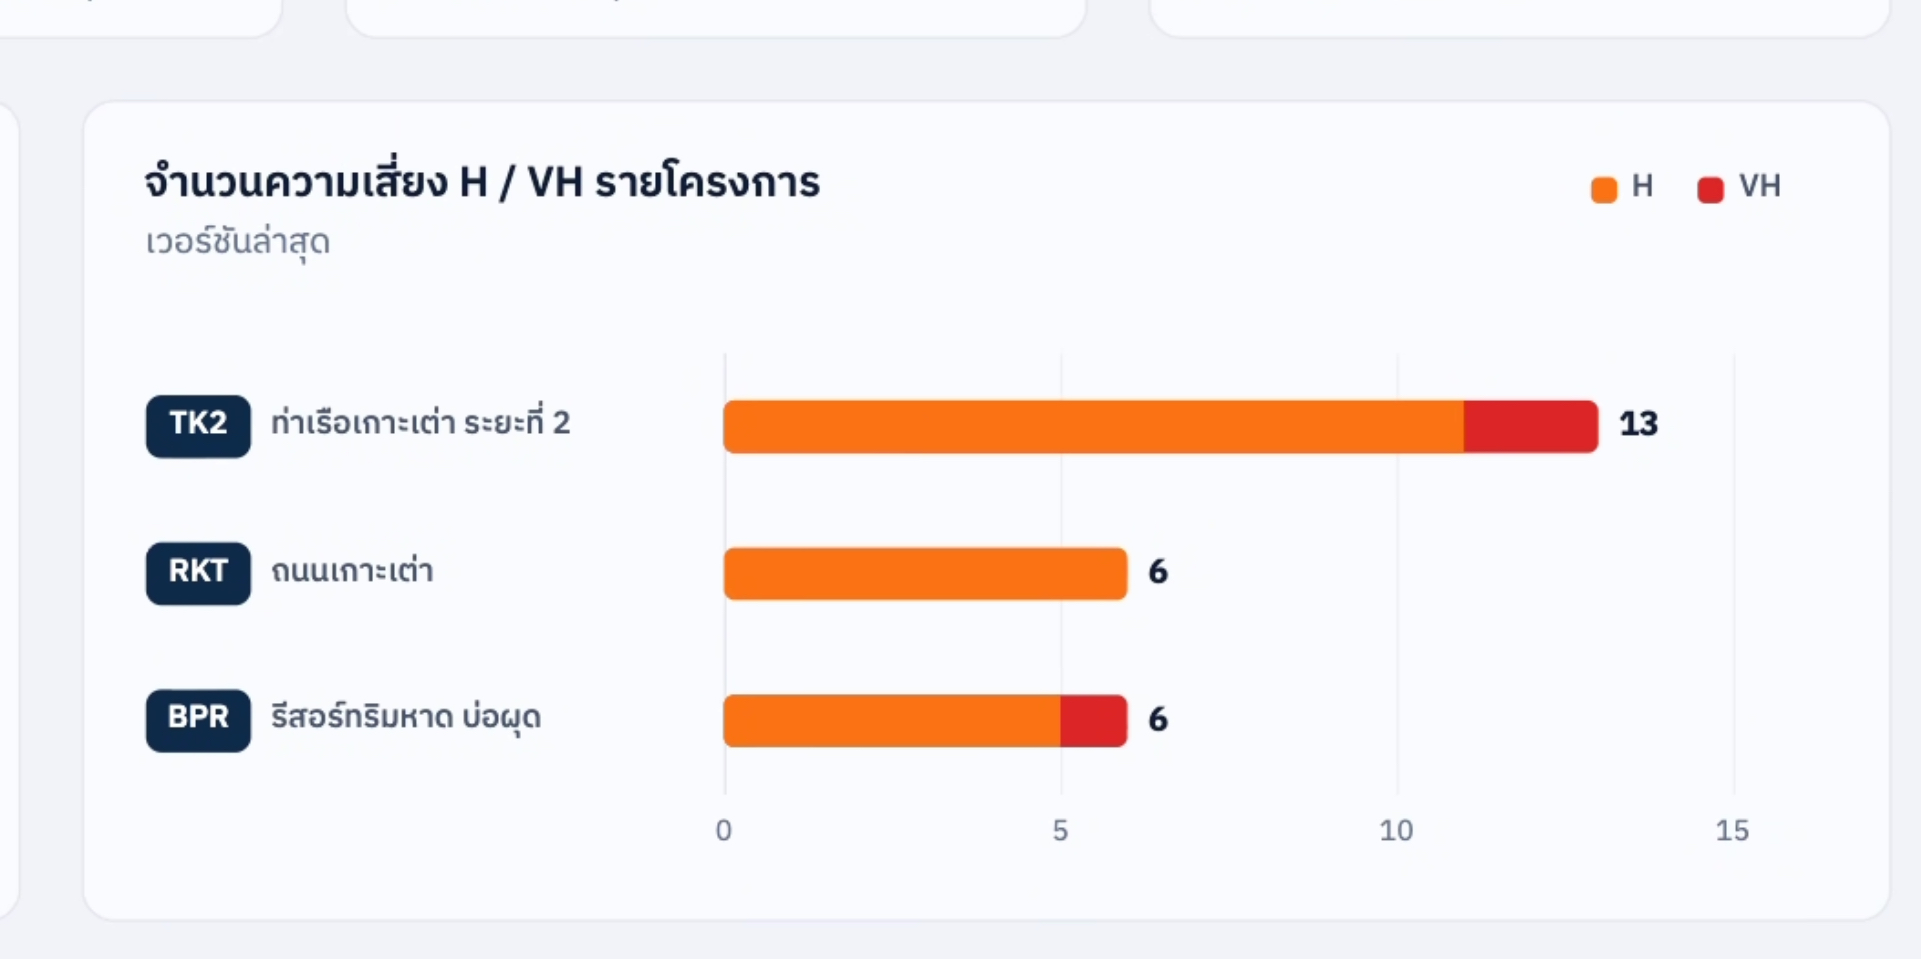 จำนวนความเสี่ยง H / VH รายโครงการ
H VH
เวอร์ชันล่าสุด
TK2 ท่าเรือเกาะเต่า ระยะที่ 2 13
RKT ถนนเกาะเต่า 6
BPR รีสอร์ทริมหาด บ่อผุด 6
0 5 10 15